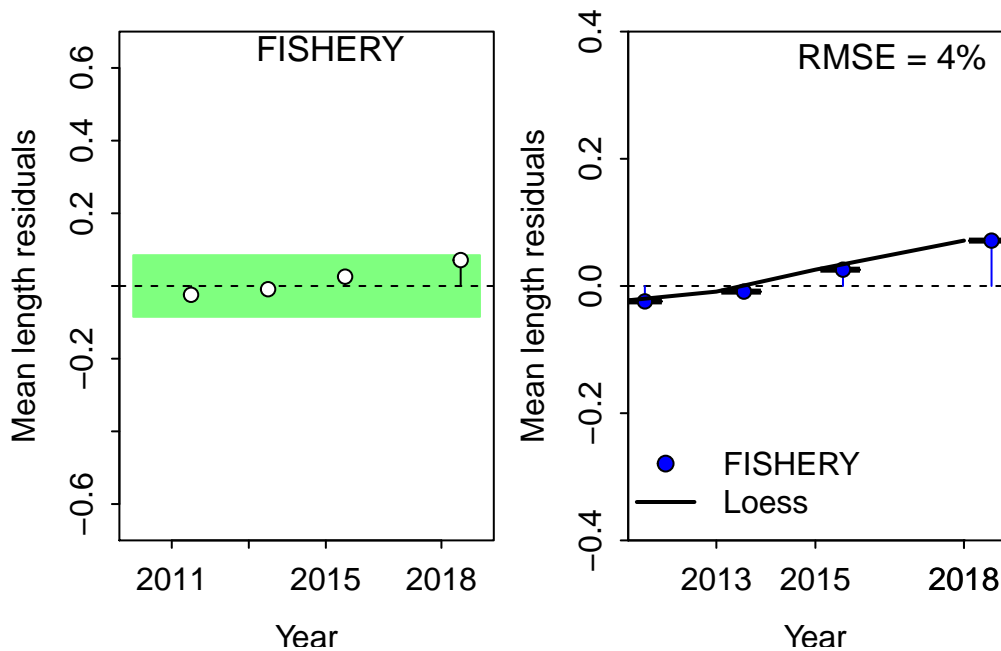 FISHERY
Mean length residuals
0.6
0.4
0.2
−0.2
−0.6
2011
2015
2018
Year
RMSE = 4%
Mean length residuals
0.4
0.2
0.0
−0.2
−0.4
FISHERY
Loess
2013
2015
2018
Year